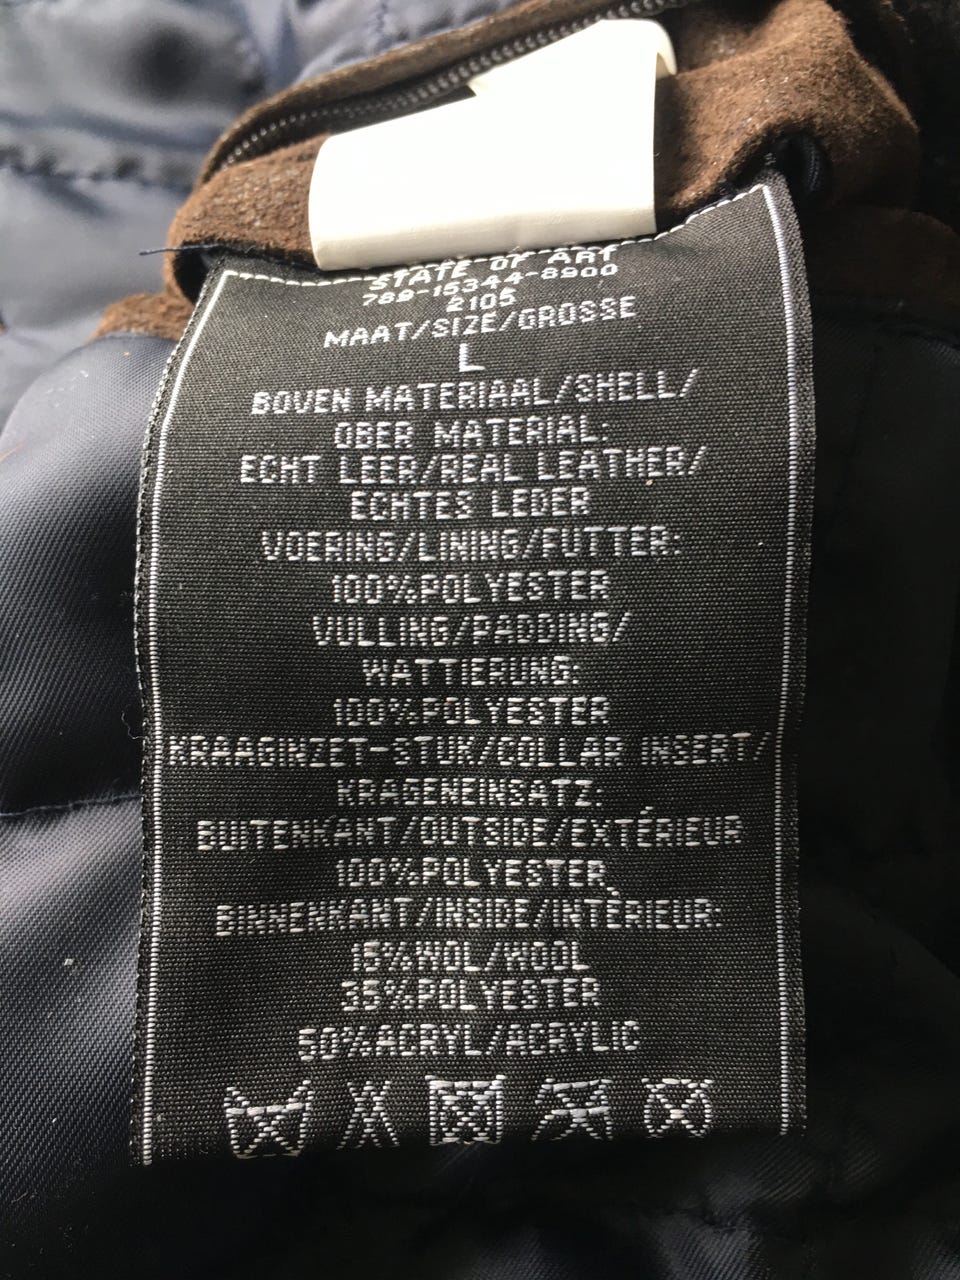 STATE OF ART
789-15344-8900
2105
MAAT/SIZE/GROSSE
L
BOVEN MATERIAAL/SHELL/
OBER MATERIAL:
ECHT LEER/REAL LEATHER/
ECHTES LEDER
VOERING/LINING/FUTTER:
100%POLYESTER
VULLING/PADDING/
WATTIERUNG:
100%POLYESTER
KRAAGINZET-STUK/COLLAR INSERT/
KRAGENEINSATZ:
BUITENKANT/OUTSIDE/EXTÉRIEUR
100%POLYESTER
BINNENKANT/INSIDE/INTÈRIEUR:
15%WOL/WOOL
35%POLYESTER
50%ACRYL/ACRYLIC